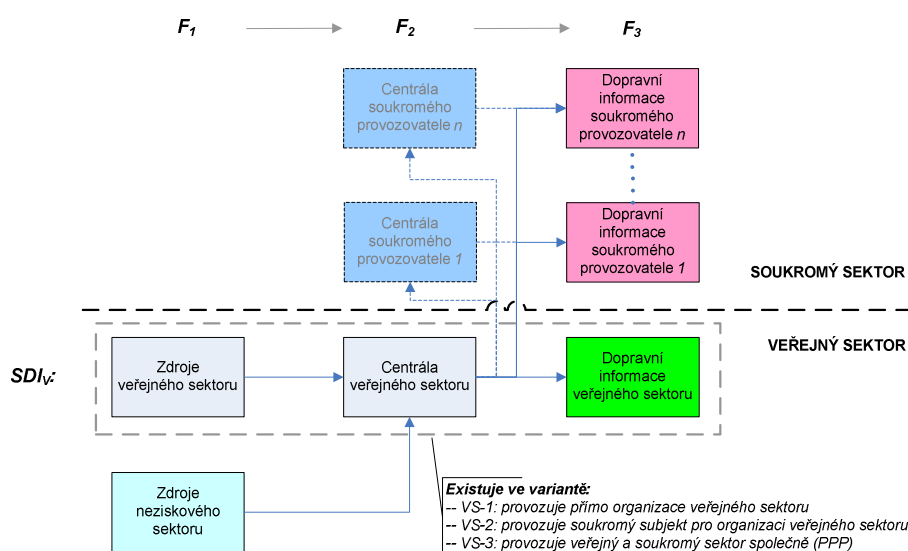 F1
F2
F3
Centrála
soukromého
provozovatele n
Dopravní
informace
soukromého
provozovatele n
Centrála
soukromého
provozovatele 1
Dopravní
informace
soukromého
provozovatele 1
SOUKROMÝ SEKTOR
VEŘEJNÝ SEKTOR
SDIV:
Zdroje
veřejného sektoru
Centrála
veřejného sektoru
Dopravní
informace
veřejného sektoru
Zdroje
neziskového
sektoru
Existuje ve variantě:
-- VS-1: provozuje přímo organizace veřejného sektoru
-- VS-2: provozuje soukromý subjekt pro organizaci veřejného sektoru
-- VS-3: provozuje veřejný a soukromý sektor společně (PPP)